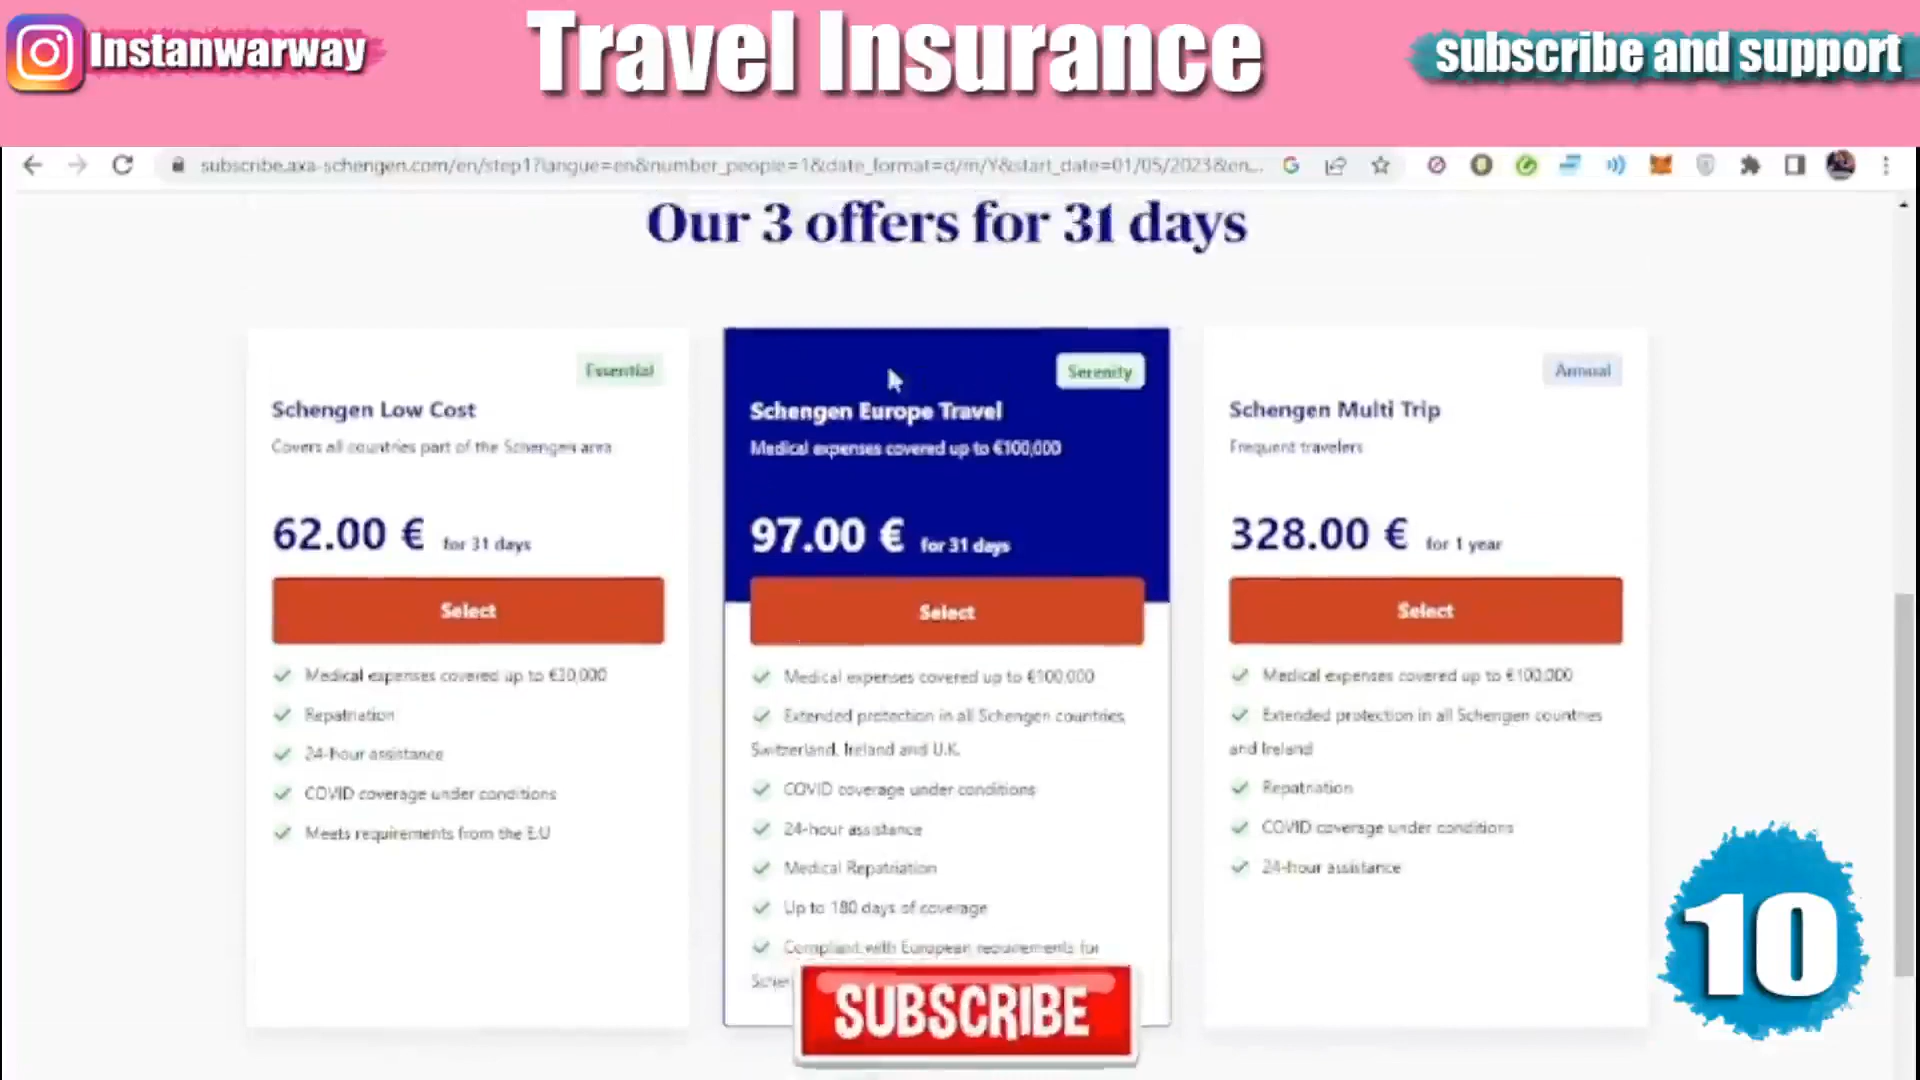 Instanwarway
Travel Insurance
subscribe and support
subscribe.axa-schengen.com/en/step1?langue=en&number_people=1&date_format=d/m/Y&start_date=01/05/2023&en...
Our 3 offers for 31 days
Essential
Schengen Low Cost
Covers all countries part of the Schengen area
62.00 € for 31 days
Select
Medical expenses covered up to €30,000
Repatriation
24-hour assistance
COVID coverage under conditions
Meets requirements from the E.U
Serenity
Schengen Europe Travel
Medical expenses covered up to €100,000
97.00 € for 31 days
Select
Medical expenses covered up to €100,000
Extended protection in all Schengen countries,
Switzerland, Ireland and U.K.
COVID coverage under conditions
24-hour assistance
Medical Repatriation
Up to 180 days of coverage
Compliant with European requirements for
Annual
Schengen Multi Trip
Frequent travelers
328.00 € for 1 year
Select
Medical expenses covered up to €100,000
Extended protection in all Schengen countries
and Ireland
Repatriation
COVID coverage under conditions
24-hour assistance
SUBSCRIBE
10